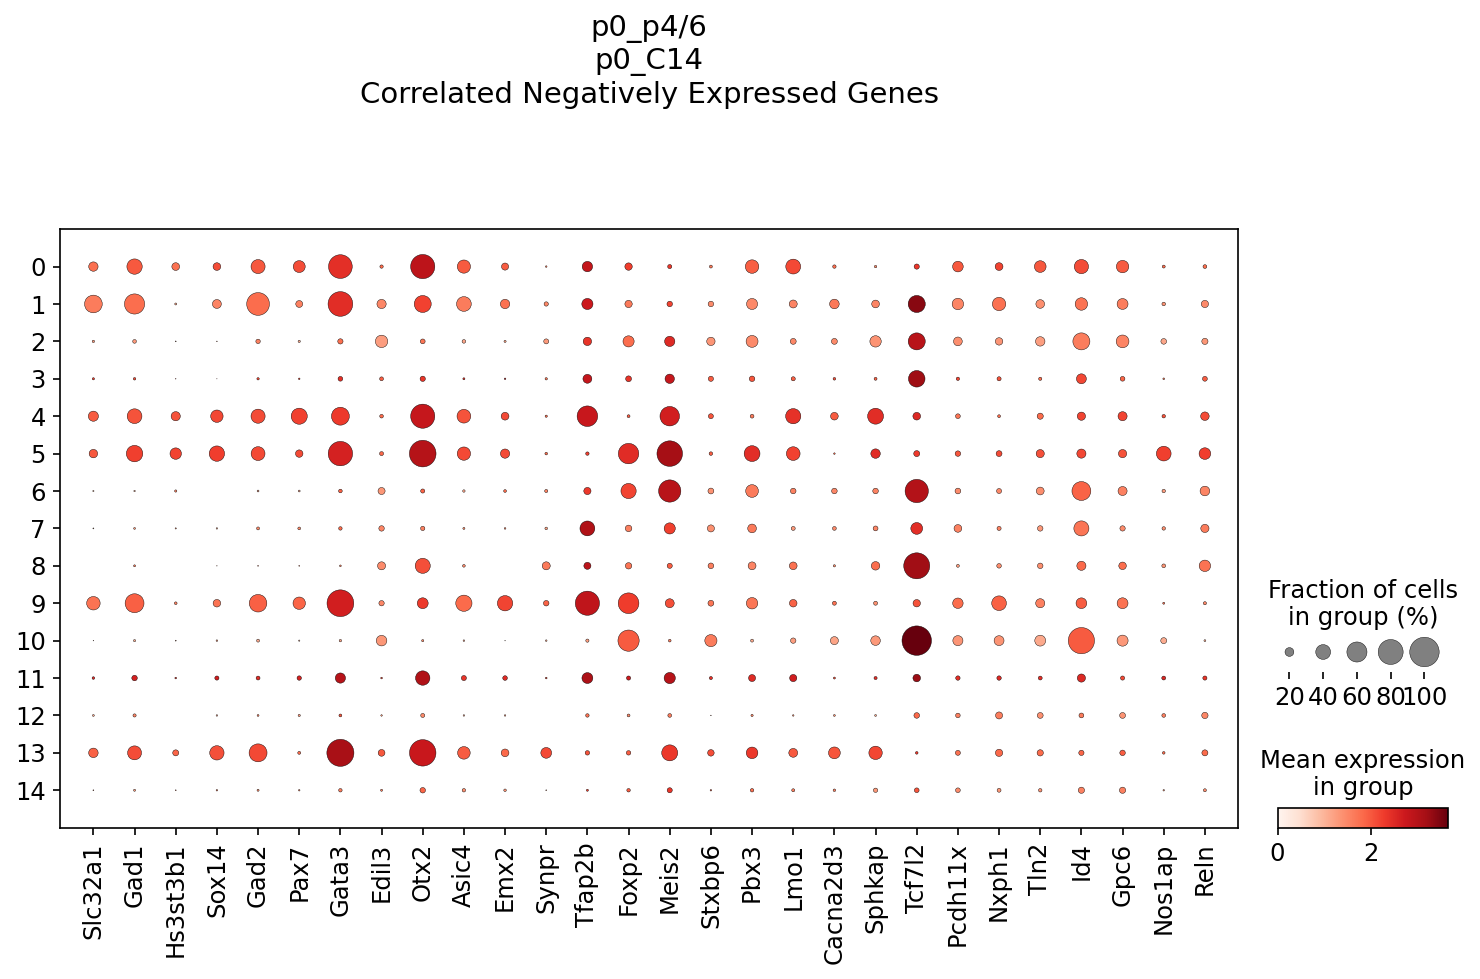 p0_p4/6
p0_C14
Correlated Negatively Expressed Genes
0
1
2
3
4
5
6
7
8
9
10
11
12
13
14
Slc32a1
Gad1
Hs3st3b1
Sox14
Gad2
Pax7
Gata3
Edil3
Otx2
Asic4
Emx2
Synpr
Tfap2b
Foxp2
Meis2
Stxbp6
Pbx3
Lmo1
Cacna2d3
Sphkap
Tcf7l2
Pcdh11x
Nxph1
Tln2
Id4
Gpc6
Nos1ap
Reln
Fraction of cells
in group (%)
20 40 60 80 100
Mean expression
in group
0 2